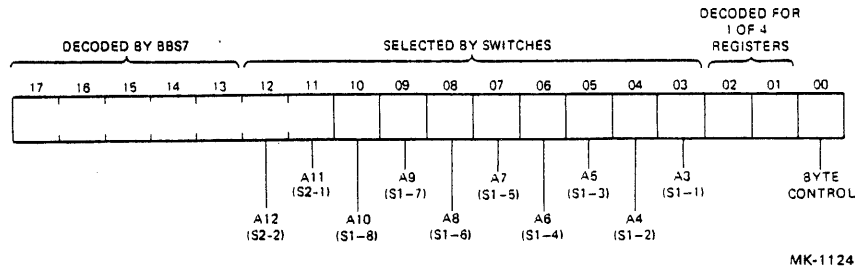 DECODED BY BBS7
SELECTED BY SWITCHES
DECODED FOR
1 OF 4
REGISTERS
17 16 15 14 13 12 11 10 09 08 07 06 05 04 03 02 01 00
A11 A9 A7 A5 A3 BYTE
(S2-1) (S1-7) (S1-5) (S1-3) (S1-1) CONTROL
A12 A10 A8 A6 A4
(S2-2) (S1-8) (S1-6) (S1-4) (S1-2)
MK-1124